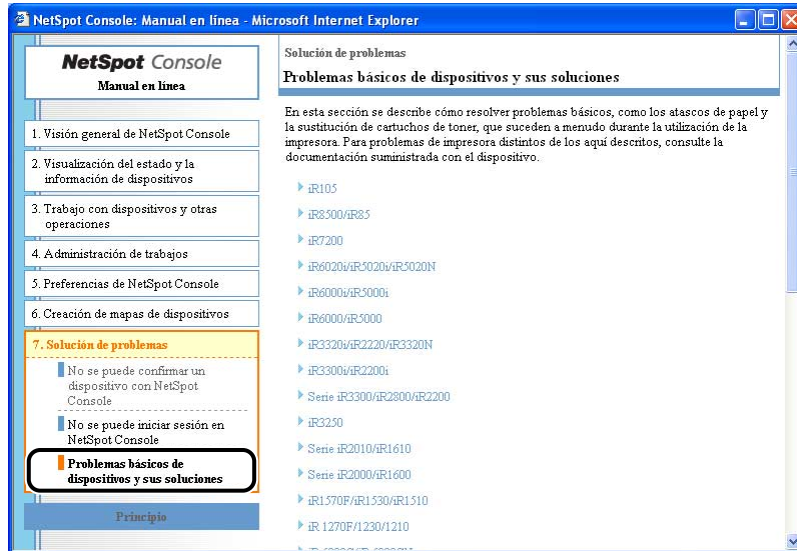 NetSpot Console: Manual en línea - Microsoft Internet Explorer
NetSpot Console
Manual en línea
1. Visión general de NetSpot Console
2. Visualización del estado y la
información de dispositivos
3. Trabajo con dispositivos y otras
operaciones
4. Administración de trabajos
5. Preferencias de NetSpot Console
6. Creación de mapas de dispositivos
7. Solución de problemas
No se puede confirmar un
dispositivo con NetSpot
Console
No se puede iniciar sesión en
NetSpot Console
Problemas básicos de
dispositivos y sus soluciones
Principio
Solución de problemas
Problemas básicos de dispositivos y sus soluciones
En esta sección se describe cómo resolver problemas básicos, como los atascos de papel y
la sustitución de cartuchos de toner, que suceden a menudo durante la utilización de la
impresora. Para problemas de impresora distintos de los aquí descritos, consulte la
documentación suministrada con el dispositivo.
iR105
iR8500/iR85
iR7200
iR6020i/iR5020i/iR5020N
iR6000i/iR5000i
iR6000/iR5000
iR3320i/iR2220/iR3320N
iR3300i/iR2200i
Serie iR3300/iR2800/iR2200
iR3250
Serie iR2010/iR1610
Serie iR2000/iR1600
iR1570F/iR1530/iR1510
iR 1270F/1230/1210